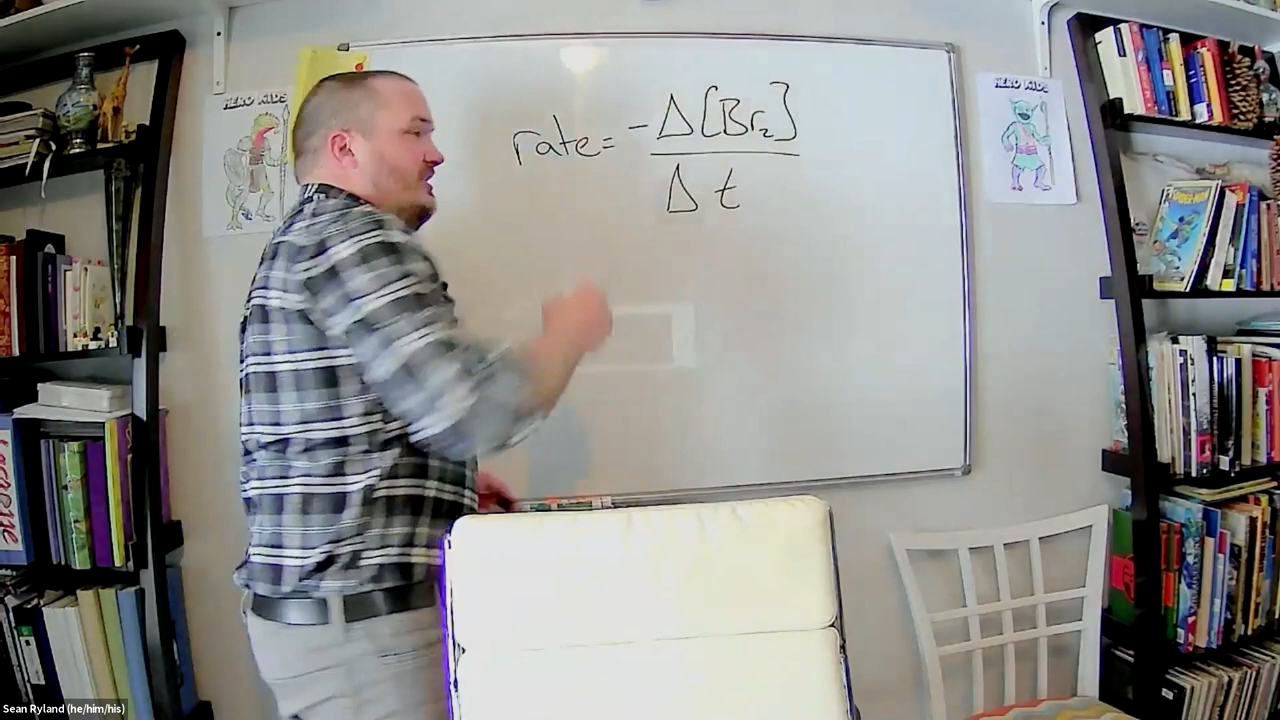 HERO KIDS
rate = -Δ[Br₂]
Δt
HERO KIDS
Sean Ryland (he/him/his)